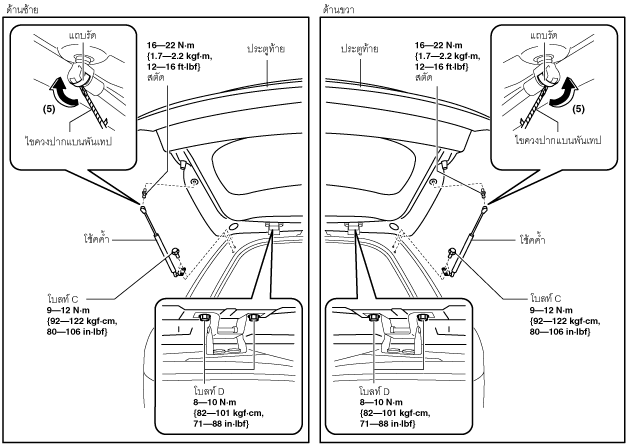 ด้านซ้าย
แถบรัด
(5)
ไขควงปากแบนพันเทป
16—22 N·m
{1.7—2.2 kgf·m,
12—16 ft·lbf}
สตัด
ประตูท้าย
โช้คค้ำ
โบลท์ C
9—12 N·m
{92—122 kgf·cm,
80—106 in·lbf}
โบลท์ D
8—10 N·m
{82—101 kgf·cm,
71—88 in·lbf}
ด้านขวา
ประตูท้าย
16—22 N·m
{1.7—2.2 kgf·m,
12—16 ft·lbf}
สตัด
แถบรัด
(5)
ไขควงปากแบนพันเทป
โช้คค้ำ
โบลท์ C
9—12 N·m
{92—122 kgf·cm,
80—106 in·lbf}
โบลท์ D
8—10 N·m
{82—101 kgf·cm,
71—88 in·lbf}